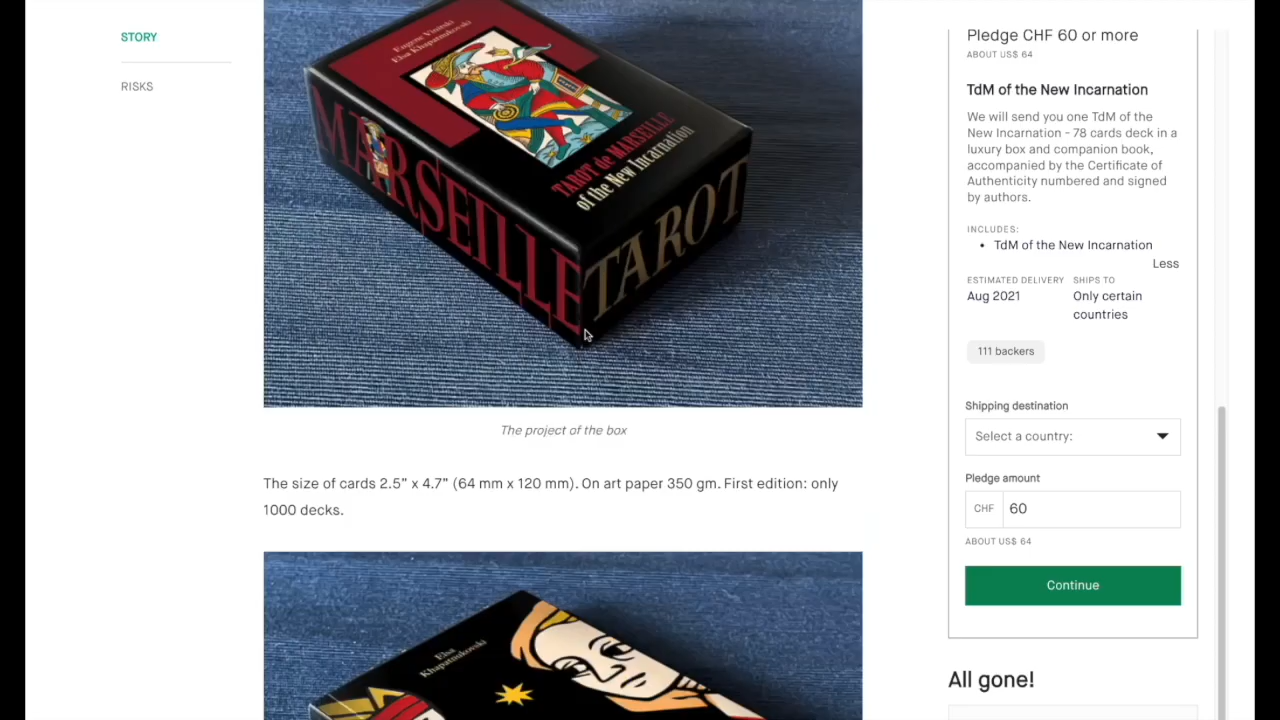 STORY
RISKS
Eugene Vinitski
Elsa Khapatnukovski
Tarot de MARSEILLE
of the New Incarnation
MARSEILLE
TAROT
The project of the box
The size of cards 2.5" x 4.7" (64 mm x 120 mm). On art paper 350 gm. First edition: only
1000 decks.
Elsa
Khapatnukovski
Pledge CHF 60 or more
ABOUT US$ 64
TdM of the New Incarnation
We will send you one TdM of the
New Incarnation - 78 cards deck in a
luxury box and companion book,
accompanied by the Certificate of
Authenticity numbered and signed
by authors.
INCLUDES:
• TdM of the New Incarnation
Less
ESTIMATED DELIVERY SHIPS TO
Aug 2021 Only certain
countries
111 backers
Shipping destination
Select a country:
Pledge amount
CHF 60
ABOUT US$ 64
Continue
All gone!